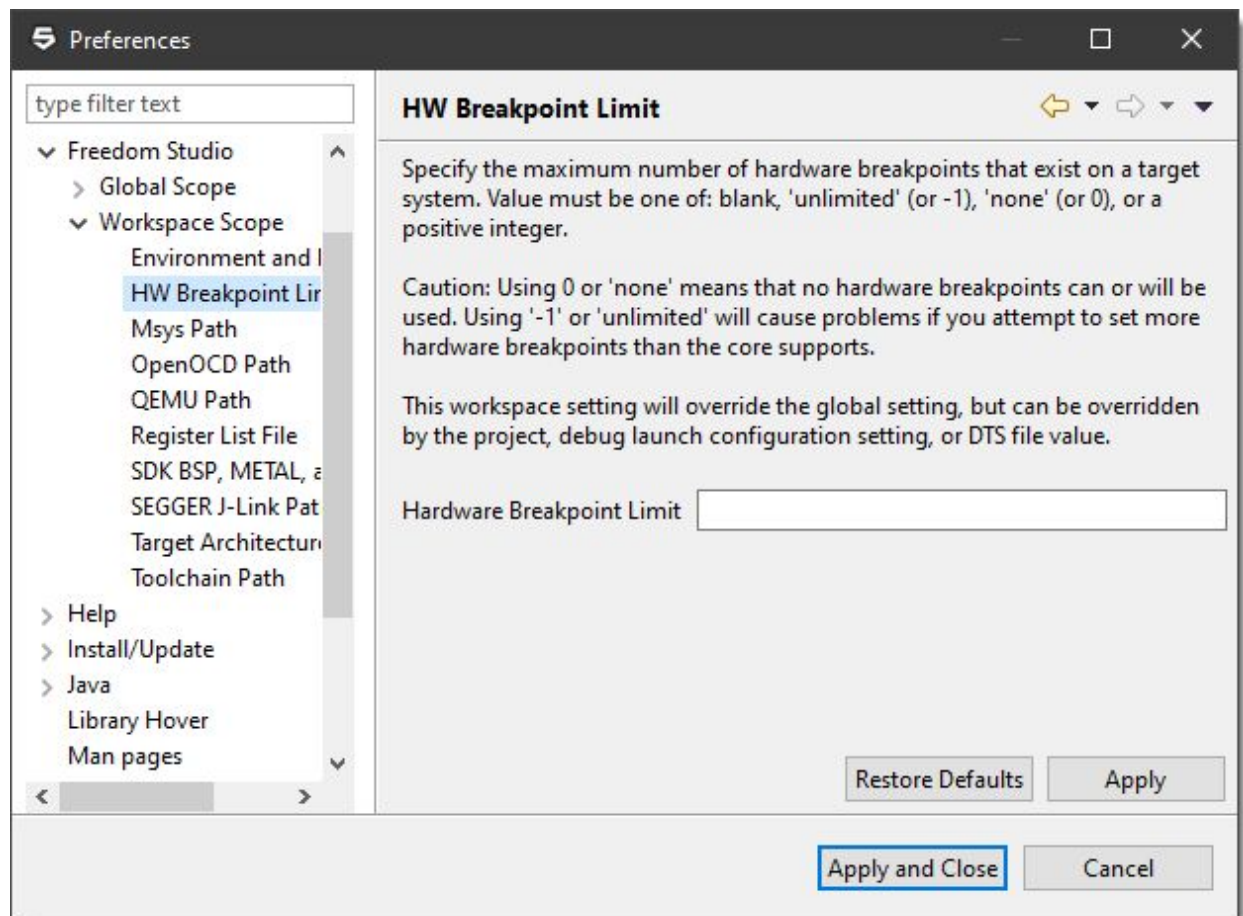 Preferences
type filter text
Freedom Studio
Global Scope
Workspace Scope
Environment and
HW Breakpoint Lir
Msys Path
OpenOCD Path
QEMU Path
Register List File
SDK BSP, METAL, a
SEGGER J-Link Pat
Target Architectur
Toolchain Path
Help
Install/Update
Java
Library Hover
Man pages
HW Breakpoint Limit
Specify the maximum number of hardware breakpoints that exist on a target
system. Value must be one of: blank, 'unlimited' (or -1), 'none' (or 0), or a
positive integer.
Caution: Using 0 or 'none' means that no hardware breakpoints can or will be
used. Using '-1' or 'unlimited' will cause problems if you attempt to set more
hardware breakpoints than the core supports.
This workspace setting will override the global setting, but can be overridden
by the project, debug launch configuration setting, or DTS file value.
Hardware Breakpoint Limit
Restore Defaults
Apply
Apply and Close
Cancel